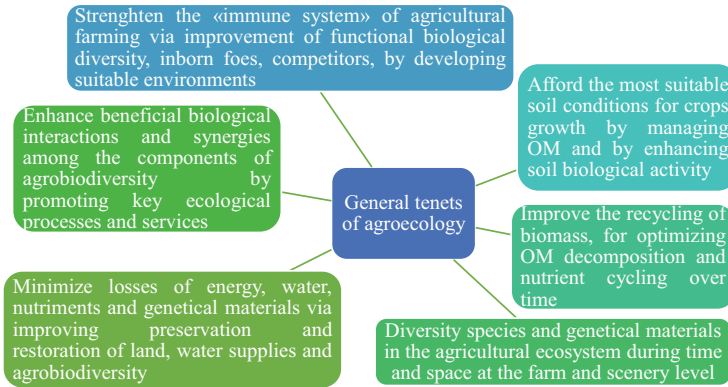 Strenghten the «immune system» of agricultural
farming via improvement of functional biological
diversity, inborn foes, competitors, by developing
suitable environments
Afford the most suitable
soil conditions for crops
growth by managing
OM and by enhancing
soil biological activity
Enhance beneficial biological
interactions and synergies
among the components of
agrobiodiversity by
promoting key ecological
processes and services
General tenets
of agroecology
Improve the recycling of
biomass, for optimizing
OM decomposition and
nutrient cycling over
time
Minimize losses of energy, water,
nutriments and genetical materials via
improving preservation and
restoration of land, water supplies and
agrobiodiversity
Diversity species and genetical materials
in the agricultural ecosystem during time
and space at the farm and scenery level